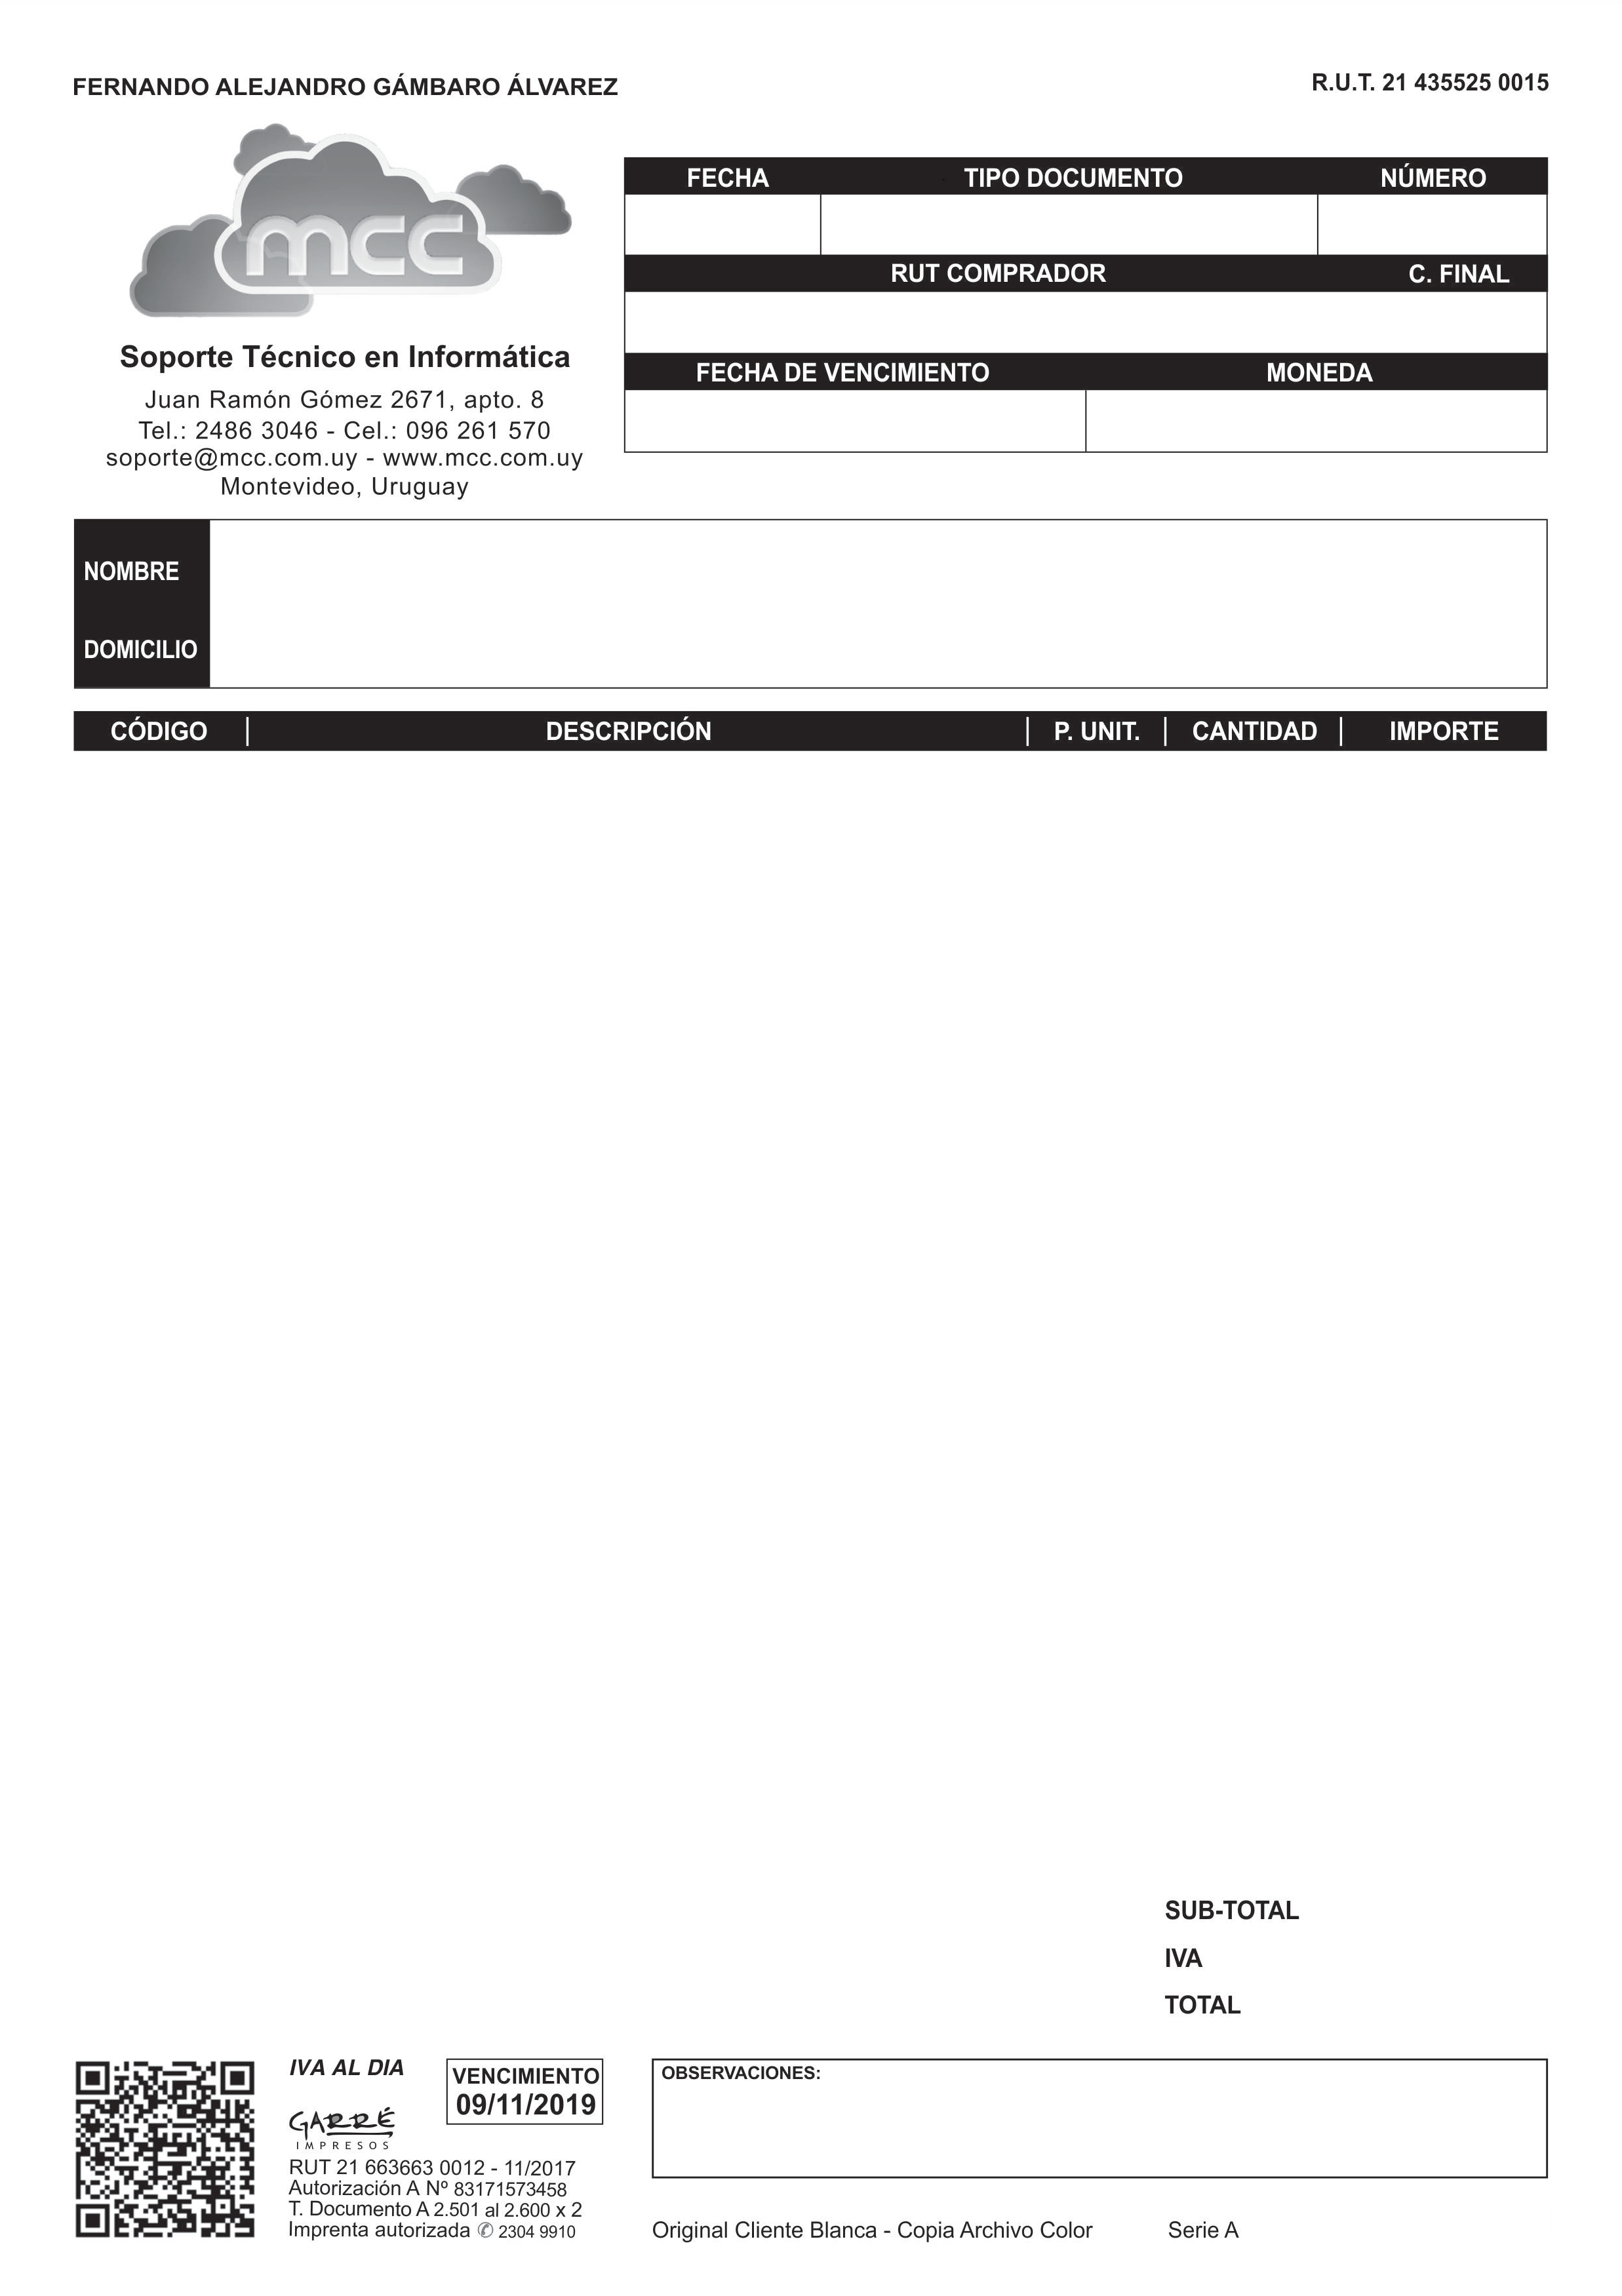 FERNANDO ALEJANDRO GÁMBARO ÁLVAREZ
R.U.T. 21 435525 0015
mcc
Soporte Técnico en Informática
Juan Ramón Gómez 2671, apto. 8
Tel.: 2486 3046 - Cel.: 096 261 570
soporte@mcc.com.uy - www.mcc.com.uy
Montevideo, Uruguay
FECHA TIPO DOCUMENTO NÚMERO
RUT COMPRADOR C. FINAL
FECHA DE VENCIMIENTO MONEDA
NOMBRE
DOMICILIO
CÓDIGO DESCRIPCIÓN P. UNIT. CANTIDAD IMPORTE
SUB-TOTAL
IVA
TOTAL
IVA AL DIA
GARRÉ
IMPRESOS
VENCIMIENTO
09/11/2019
RUT 21 663663 0012 - 11/2017
Autorización A Nº 83171573458
T. Documento A 2.501 al 2.600 x 2
Imprenta autorizada ✆ 2304 9910
OBSERVACIONES:
Original Cliente Blanca - Copia Archivo Color Serie A